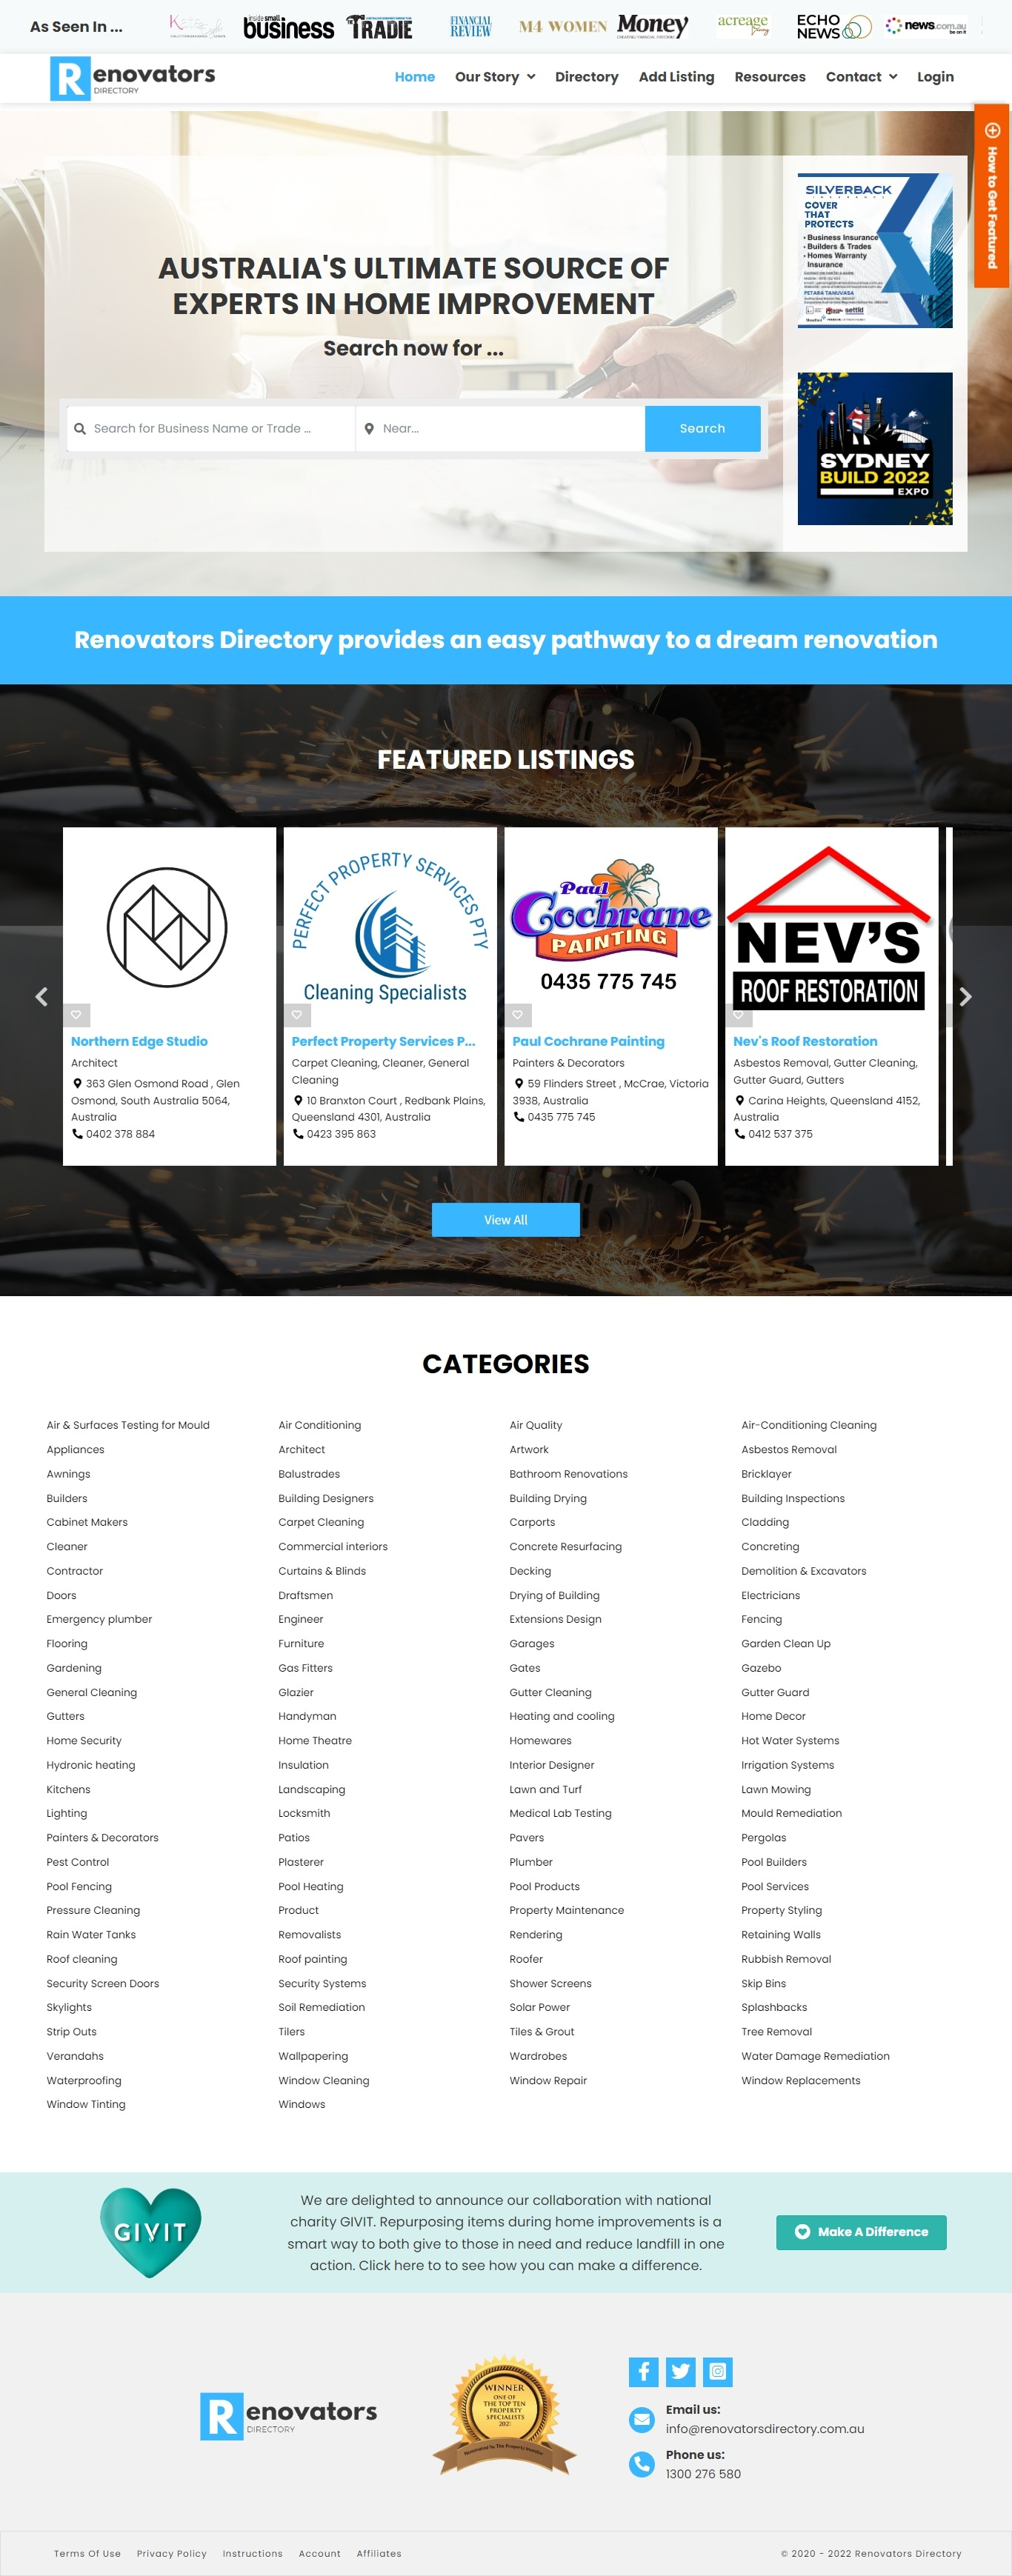 As Seen In ...
inside small
business
THE TRADIE
FINANCIAL
REVIEW
M4 WOMEN
Money
acreage
living
ECHO
NEWS
news.com.au
be on it
Renovators
DIRECTORY
Home
Our Story
Directory
Add Listing
Resources
Contact
Login
How to Get Featured
AUSTRALIA'S ULTIMATE SOURCE OF
EXPERTS IN HOME IMPROVEMENT
Search now for ...
Search for Business Name or Trade ...
Near...
Search
SILVERBACK
INSURANCE
COVER
THAT
PROTECTS
• Business Insurance
• Builders & Trades
• Homes Warranty
Insurance
SYDNEY
BUILD 2022
EXPO
Renovators Directory provides an easy pathway to a dream renovation
FEATURED LISTINGS
PERFECT PROPERTY SERVICES PTY
Cleaning Specialists
Paul
Cochrane
PAINTING
0435 775 745
NEV'S
ROOF RESTORATION
Northern Edge Studio
Architect
363 Glen Osmond Road , Glen
Osmond, South Australia 5064,
Australia
0402 378 884
Perfect Property Services P...
Carpet Cleaning, Cleaner, General
Cleaning
10 Branxton Court , Redbank Plains,
Queensland 4301, Australia
0423 395 863
Paul Cochrane Painting
Painters & Decorators
59 Flinders Street , McCrae, Victoria
3938, Australia
0435 775 745
Nev's Roof Restoration
Asbestos Removal, Gutter Cleaning,
Gutter Guard, Gutters
Carina Heights, Queensland 4152,
Australia
0412 537 375
View All
CATEGORIES
Air & Surfaces Testing for Mould
Air Conditioning
Air Quality
Air-Conditioning Cleaning
Appliances
Architect
Artwork
Asbestos Removal
Awnings
Balustrades
Bathroom Renovations
Bricklayer
Builders
Building Designers
Building Drying
Building Inspections
Cabinet Makers
Carpet Cleaning
Carports
Cladding
Cleaner
Commercial interiors
Concrete Resurfacing
Concreting
Contractor
Curtains & Blinds
Decking
Demolition & Excavators
Doors
Draftsmen
Drying of Building
Electricians
Emergency plumber
Engineer
Extensions Design
Fencing
Flooring
Furniture
Garages
Garden Clean Up
Gardening
Gas Fitters
Gates
Gazebo
General Cleaning
Glazier
Gutter Cleaning
Gutter Guard
Gutters
Handyman
Heating and cooling
Home Decor
Home Security
Home Theatre
Homewares
Hot Water Systems
Hydronic heating
Insulation
Interior Designer
Irrigation Systems
Kitchens
Landscaping
Lawn and Turf
Lawn Mowing
Lighting
Locksmith
Medical Lab Testing
Mould Remediation
Painters & Decorators
Patios
Pavers
Pergolas
Pest Control
Plasterer
Plumber
Pool Builders
Pool Fencing
Pool Heating
Pool Products
Pool Services
Pressure Cleaning
Product
Property Maintenance
Property Styling
Rain Water Tanks
Removalists
Rendering
Retaining Walls
Roof cleaning
Roof painting
Roofer
Rubbish Removal
Security Screen Doors
Security Systems
Shower Screens
Skip Bins
Skylights
Soil Remediation
Solar Power
Splashbacks
Strip Outs
Tilers
Tiles & Grout
Tree Removal
Verandahs
Wallpapering
Wardrobes
Water Damage Remediation
Waterproofing
Window Cleaning
Window Repair
Window Replacements
Window Tinting
Windows
GIVIT
We are delighted to announce our collaboration with national
charity GIVIT. Repurposing items during home improvements is a
smart way to both give to those in need and reduce landfill in one
action. Click here to to see how you can make a difference.
Make A Difference
Renovators
DIRECTORY
WINNER
ONE OF
THE TOP TEN
PROPERTY
SPECIALISTS
2021
Email us:
info@renovatorsdirectory.com.au
Phone us:
1300 276 580
Terms Of Use
Privacy Policy
Instructions
Account
Affiliates
© 2020 - 2022 Renovators Directory